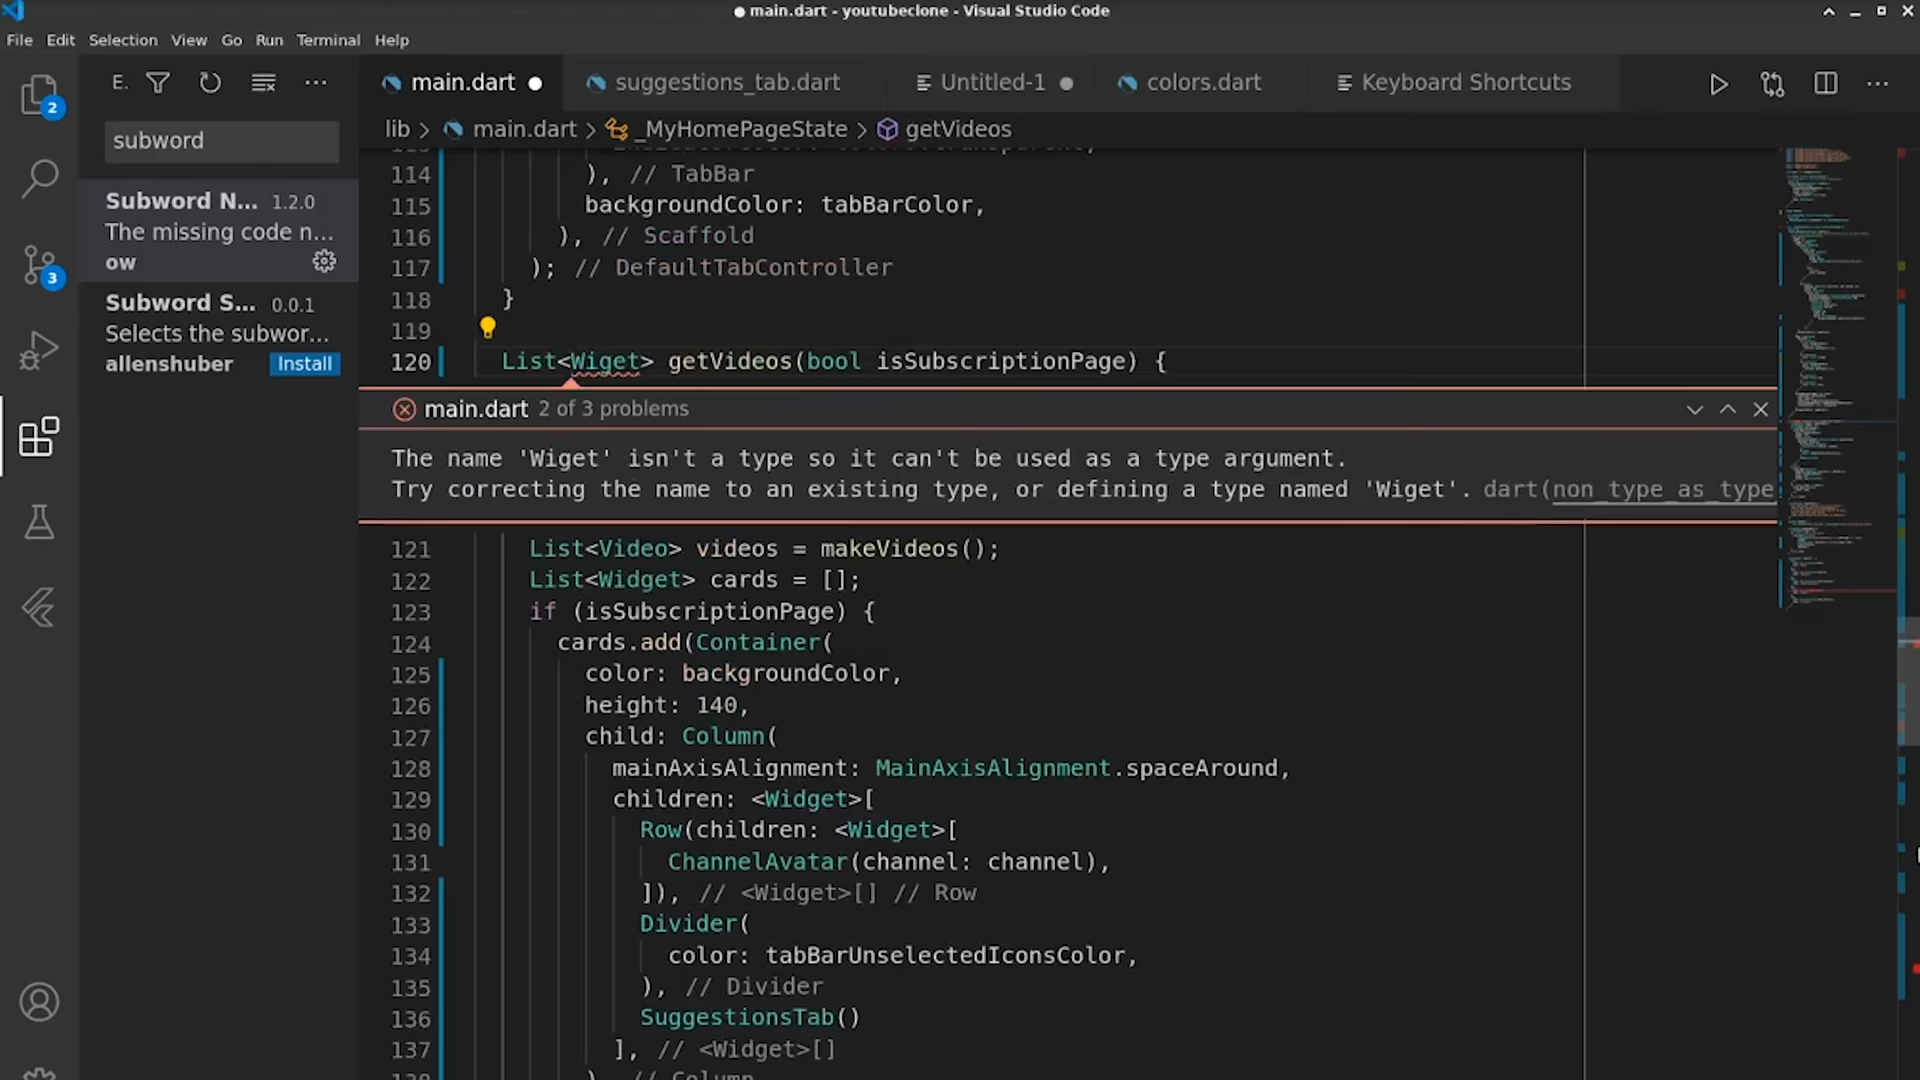 main.dart - youtubeclone - Visual Studio Code
File Edit Selection View Go Run Terminal Help
E.
main.dart suggestions_tab.dart Untitled-1 colors.dart Keyboard Shortcuts
lib > main.dart > _MyHomePageState > getVideos
2
3
subword
Subword N... 1.2.0
The missing code n...
ow
Subword S... 0.0.1
Selects the subwor...
allenshuber Install
114 ), // TabBar
115 backgroundColor: tabBarColor,
116 ), // Scaffold
117 ); // DefaultTabController
118 }
119
120 List<Wiget> getVideos(bool isSubscriptionPage) {
main.dart 2 of 3 problems
The name 'Wiget' isn't a type so it can't be used as a type argument.
Try correcting the name to an existing type, or defining a type named 'Wiget'. dart(non_type_as_type
121 List<Video> videos = makeVideos();
122 List<Widget> cards = [];
123 if (isSubscriptionPage) {
124 cards.add(Container(
125 color: backgroundColor,
126 height: 140,
127 child: Column(
128 mainAxisAlignment: MainAxisAlignment.spaceAround,
129 children: <Widget>[
130 Row(children: <Widget>[
131 ChannelAvatar(channel: channel),
132 ]), // <Widget>[] // Row
133 Divider(
134 color: tabBarUnselectedIconsColor,
135 ), // Divider
136 SuggestionsTab()
137 ], // <Widget>[]
138 ), // Column